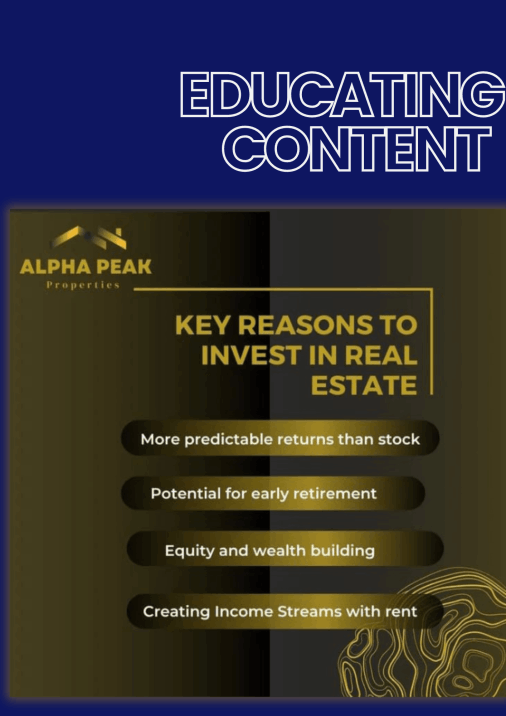 EDUCATING
CONTENT
ALPHA PEAK
Properties
KEY REASONS TO
INVEST IN REAL
ESTATE
More predictable returns than stock
Potential for early retirement
Equity and wealth building
Creating Income Streams with rent